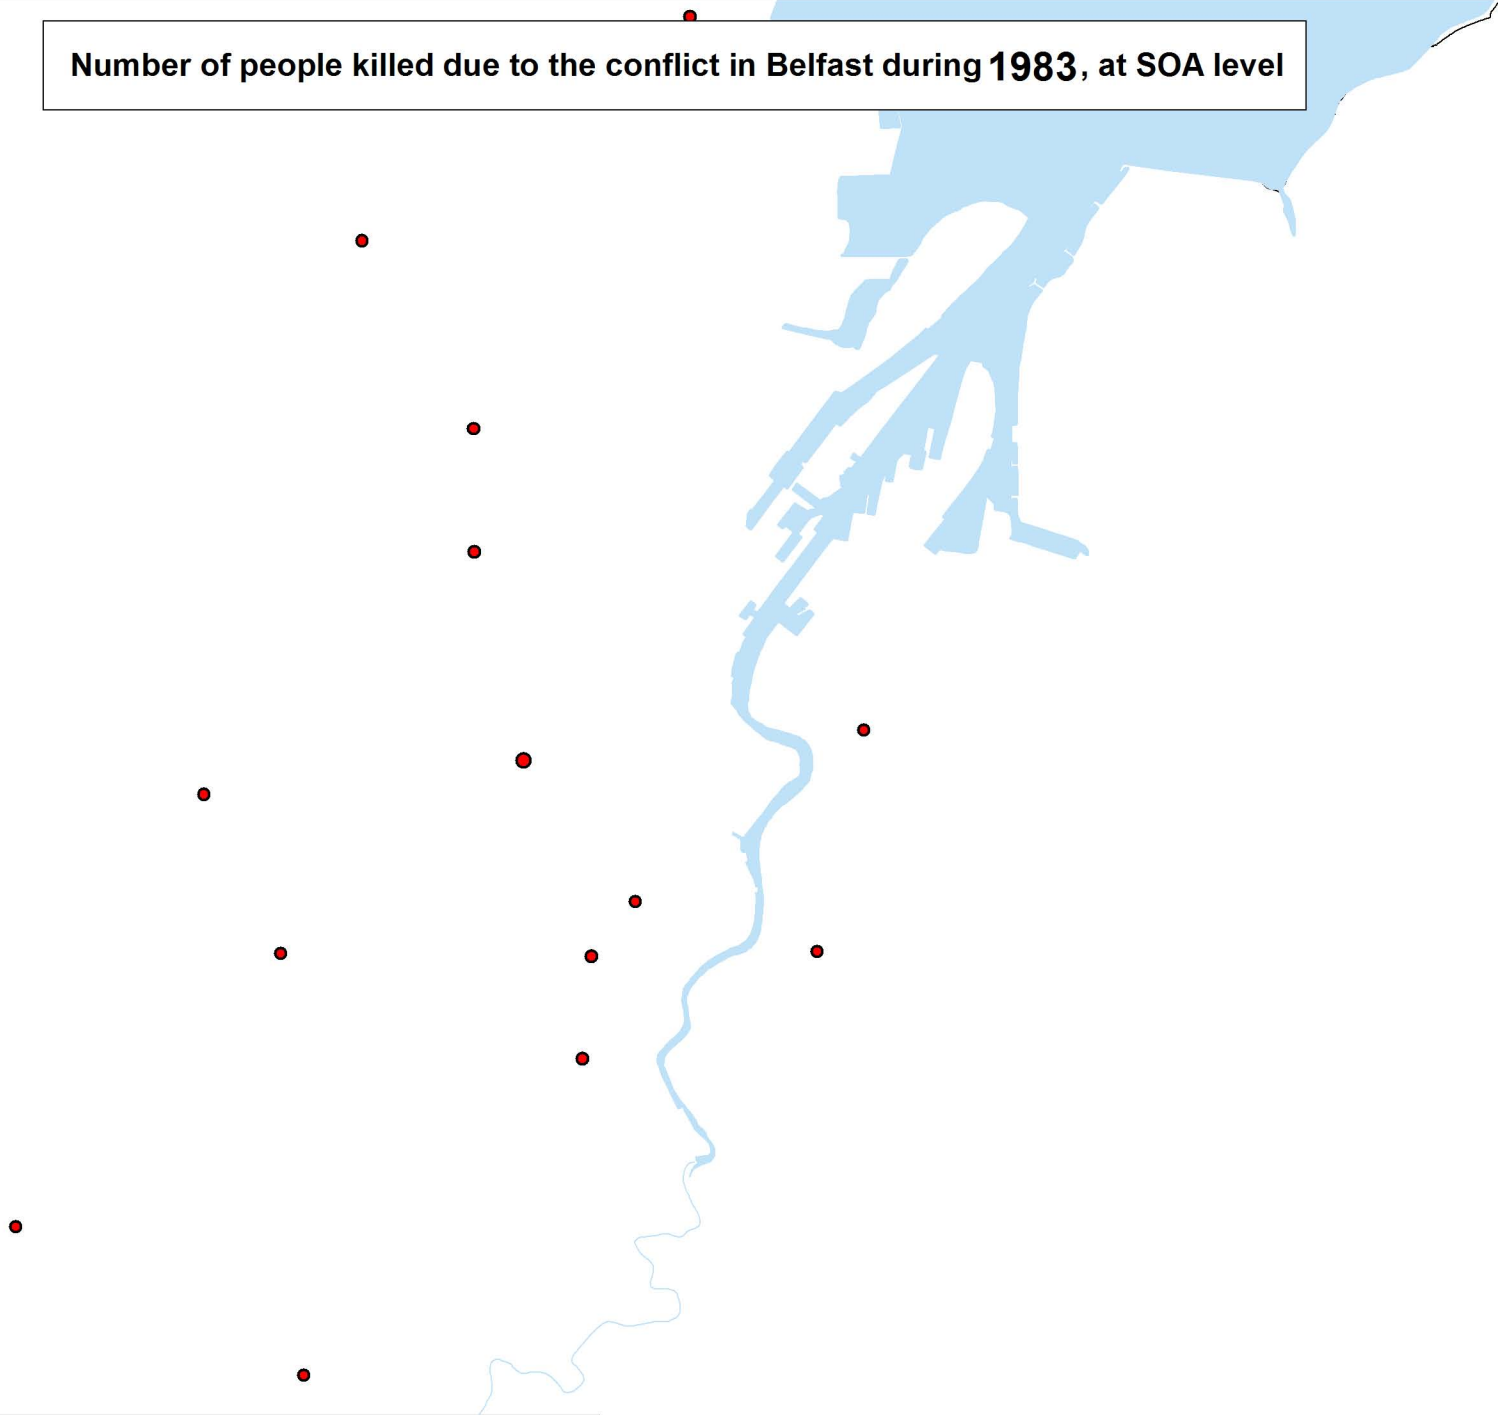 Number of people killed due to the conflict in Belfast during 1983, at SOA level